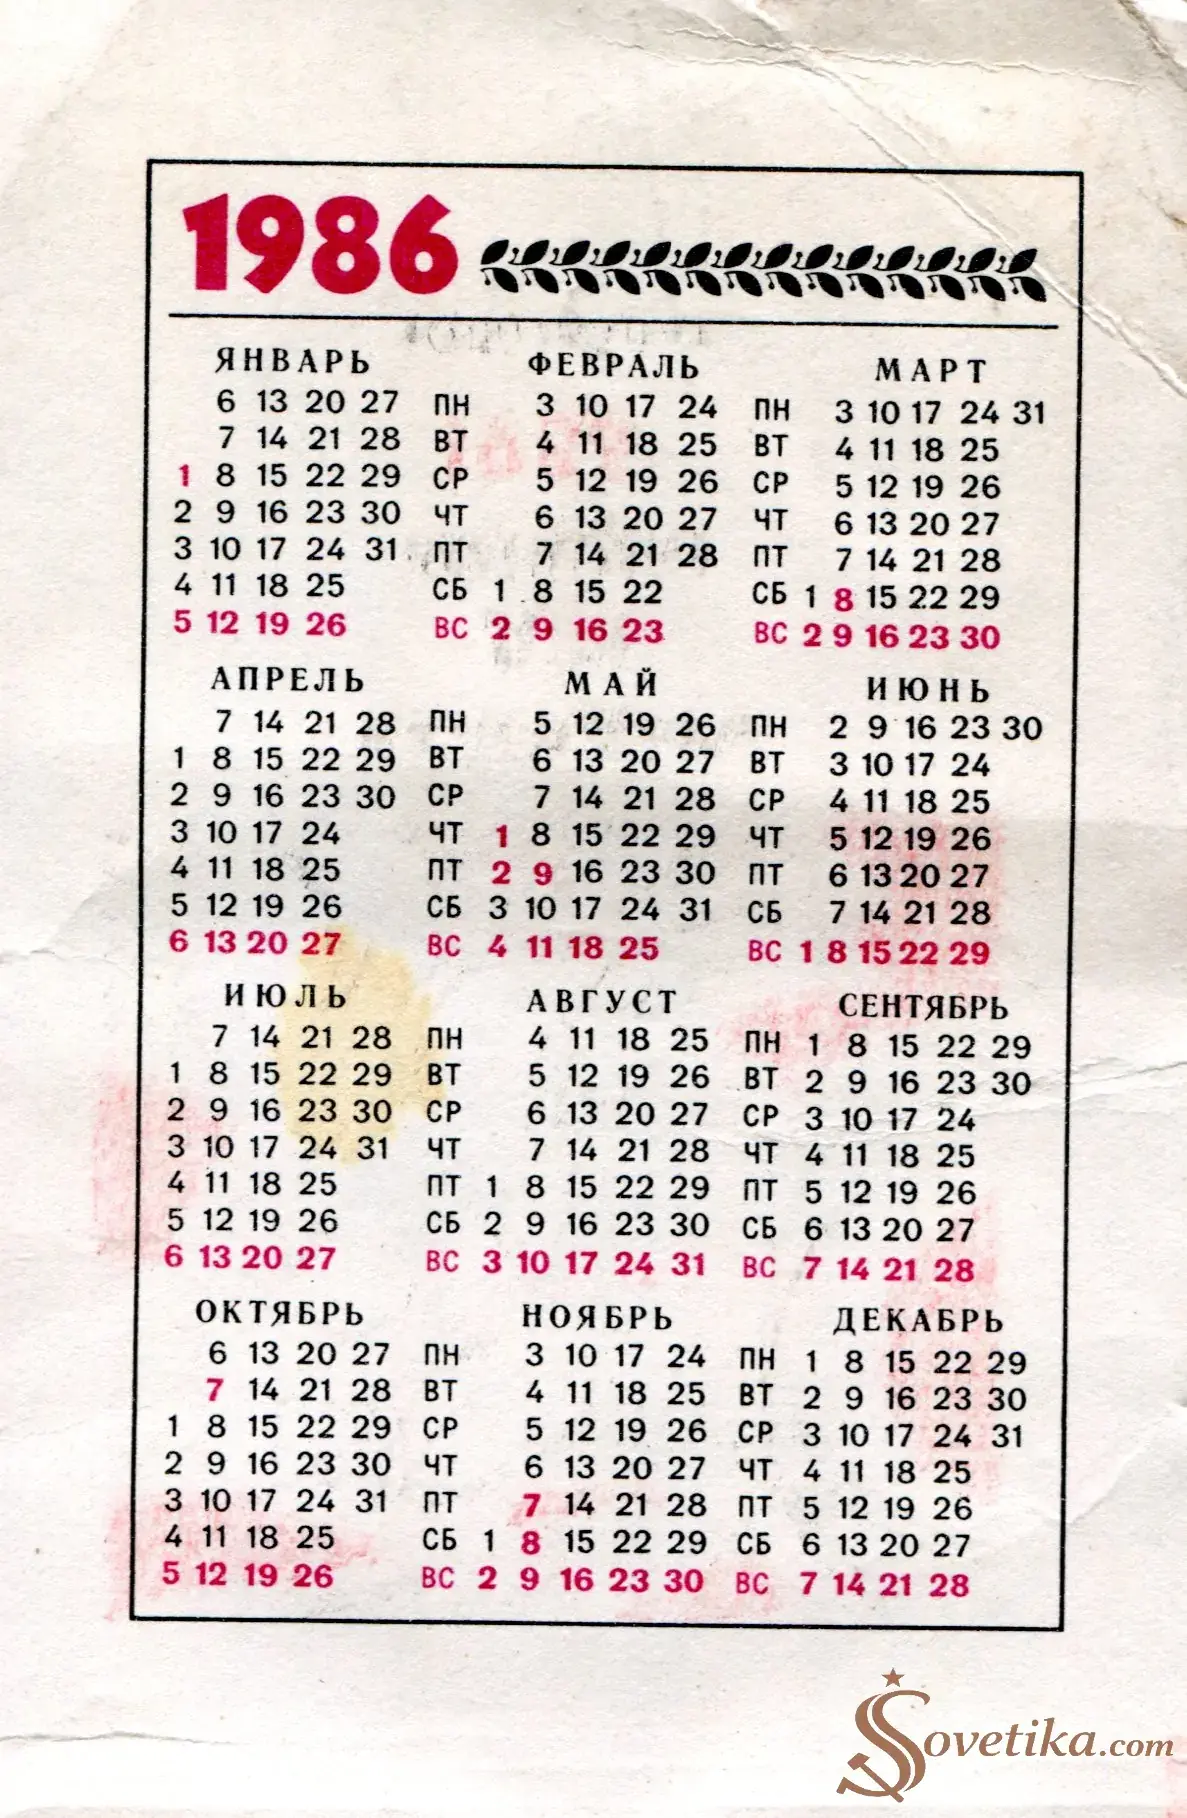 1986
ЯНВАРЬ ФЕВРАЛЬ МАРТ
6 13 20 27 ПН 3 10 17 24 ПН 3 10 17 24 31
7 14 21 28 ВТ 4 11 18 25 ВТ 4 11 18 25
1 8 15 22 29 СР 5 12 19 26 СР 5 12 19 26
2 9 16 23 30 ЧТ 6 13 20 27 ЧТ 6 13 20 27
3 10 17 24 31 ПТ 7 14 21 28 ПТ 7 14 21 28
4 11 18 25 СБ 1 8 15 22 СБ 1 8 15 22 29
5 12 19 26 ВС 2 9 16 23 ВС 2 9 16 23 30
АПРЕЛЬ МАЙ ИЮНЬ
7 14 21 28 ПН 5 12 19 26 ПН 2 9 16 23 30
1 8 15 22 29 ВТ 6 13 20 27 ВТ 3 10 17 24
2 9 16 23 30 СР 7 14 21 28 СР 4 11 18 25
3 10 17 24 ЧТ 1 8 15 22 29 ЧТ 5 12 19 26
4 11 18 25 ПТ 2 9 16 23 30 ПТ 6 13 20 27
5 12 19 26 СБ 3 10 17 24 31 СБ 7 14 21 28
6 13 20 27 ВС 4 11 18 25 ВС 1 8 15 22 29
ИЮЛЬ АВГУСТ СЕНТЯБРЬ
7 14 21 28 ПН 4 11 18 25 ПН 1 8 15 22 29
1 8 15 22 29 ВТ 5 12 19 26 ВТ 2 9 16 23 30
2 9 16 23 30 СР 6 13 20 27 СР 3 10 17 24
3 10 17 24 31 ЧТ 7 14 21 28 ЧТ 4 11 18 25
4 11 18 25 ПТ 1 8 15 22 29 ПТ 5 12 19 26
5 12 19 26 СБ 2 9 16 23 30 СБ 6 13 20 27
6 13 20 27 ВС 3 10 17 24 31 ВС 7 14 21 28
ОКТЯБРЬ НОЯБРЬ ДЕКАБРЬ
6 13 20 27 ПН 3 10 17 24 ПН 1 8 15 22 29
7 14 21 28 ВТ 4 11 18 25 ВТ 2 9 16 23 30
1 8 15 22 29 СР 5 12 19 26 СР 3 10 17 24 31
2 9 16 23 30 ЧТ 6 13 20 27 ЧТ 4 11 18 25
3 10 17 24 31 ПТ 7 14 21 28 ПТ 5 12 19 26
4 11 18 25 СБ 1 8 15 22 29 СБ 6 13 20 27
5 12 19 26 ВС 2 9 16 23 30 ВС 7 14 21 28
Sovetika.com